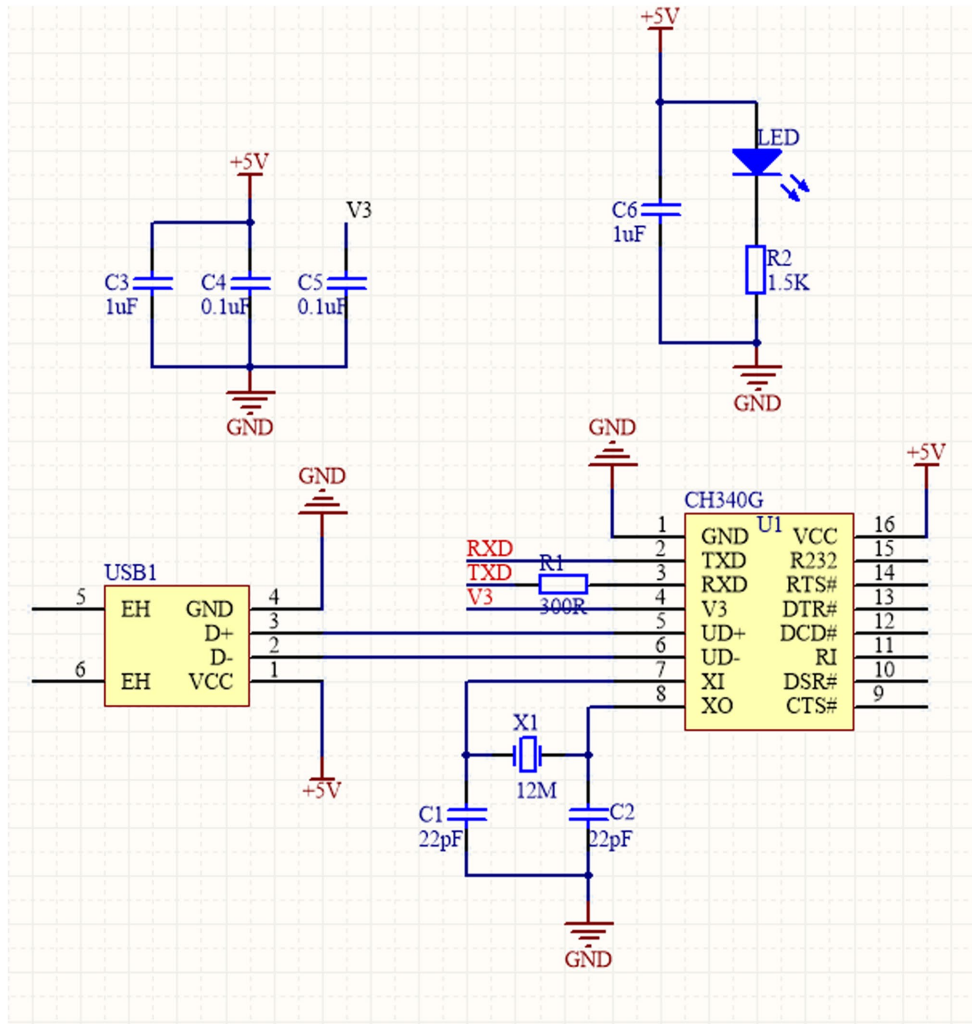 +5V
LED
C6
1uF
R2
1.5K
GND
+5V
V3
C3
1uF
C4
0.1uF
C5
0.1uF
GND
GND
+5V
CH340G
U1
1 GND VCC 16
RXD 2 TXD R232 15
TXD R1 3 RXD RTS# 14
300R
V3 4 V3 DTR# 13
5 UD+ DCD# 12
6 UD- RI 11
7 XI DSR# 10
8 XO CTS# 9
GND
USB1
5 EH GND 4
D+ 3
D- 2
6 EH VCC 1
+5V
X1
12M
C1
22pF
C2
22pF
GND